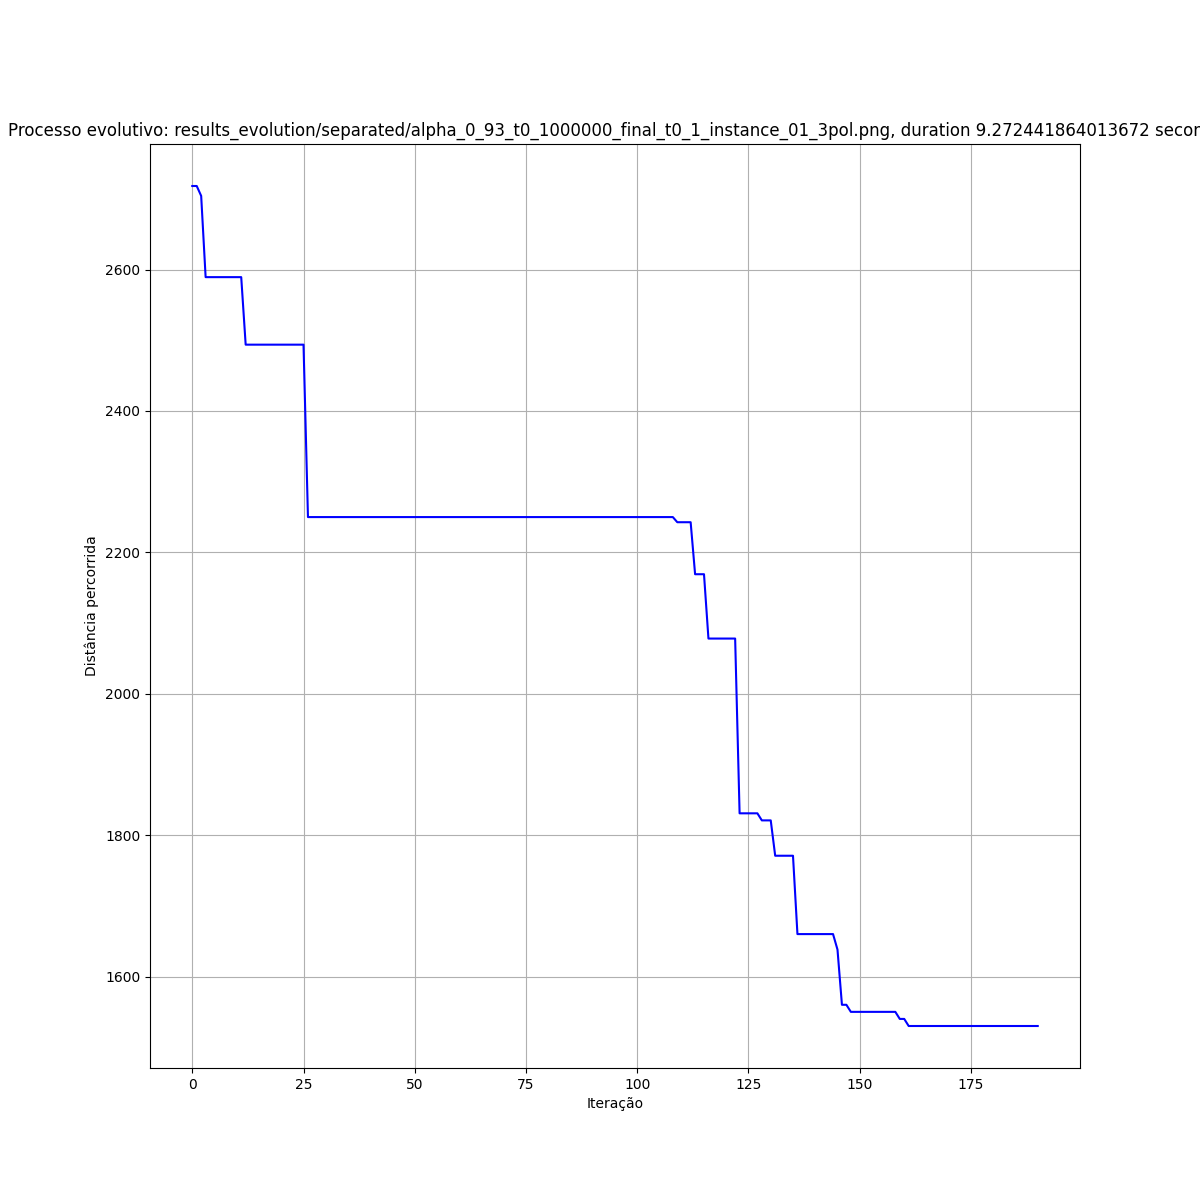 Processo evolutivo: results_evolution/separated/alpha_0_93_t0_1000000_final_t0_1_instance_01_3pol.png, duration 9.272441864013672
2600
2400
2200
2000
1800
1600
Distância percorrida
0 25 50 75 100 125 150 175
Iteração